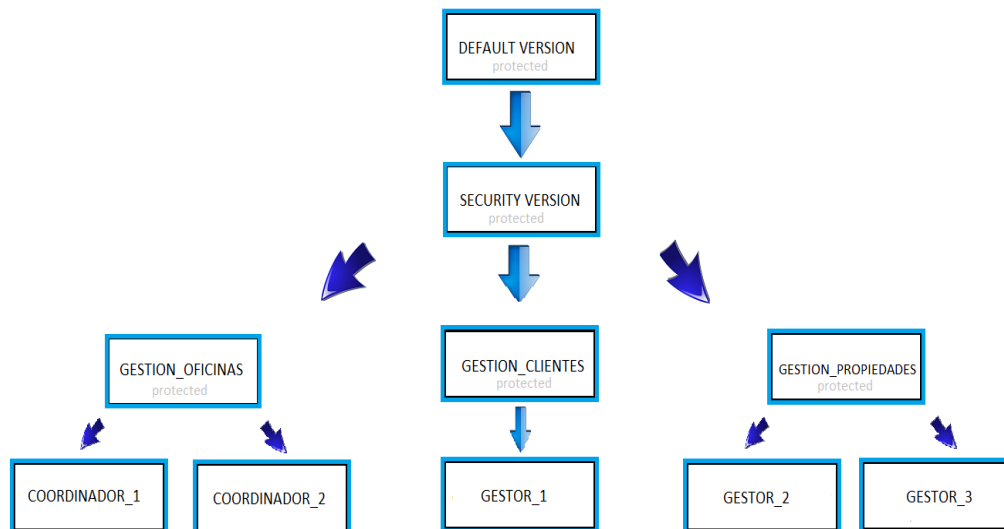 DEFAULT VERSION
protected
SECURITY VERSION
protected
GESTION_OFICINAS
protected
GESTION_CLIENTES
protected
GESTION_PROPIEDADES
protected
COORDINADOR_1
COORDINADOR_2
GESTOR_1
GESTOR_2
GESTOR_3